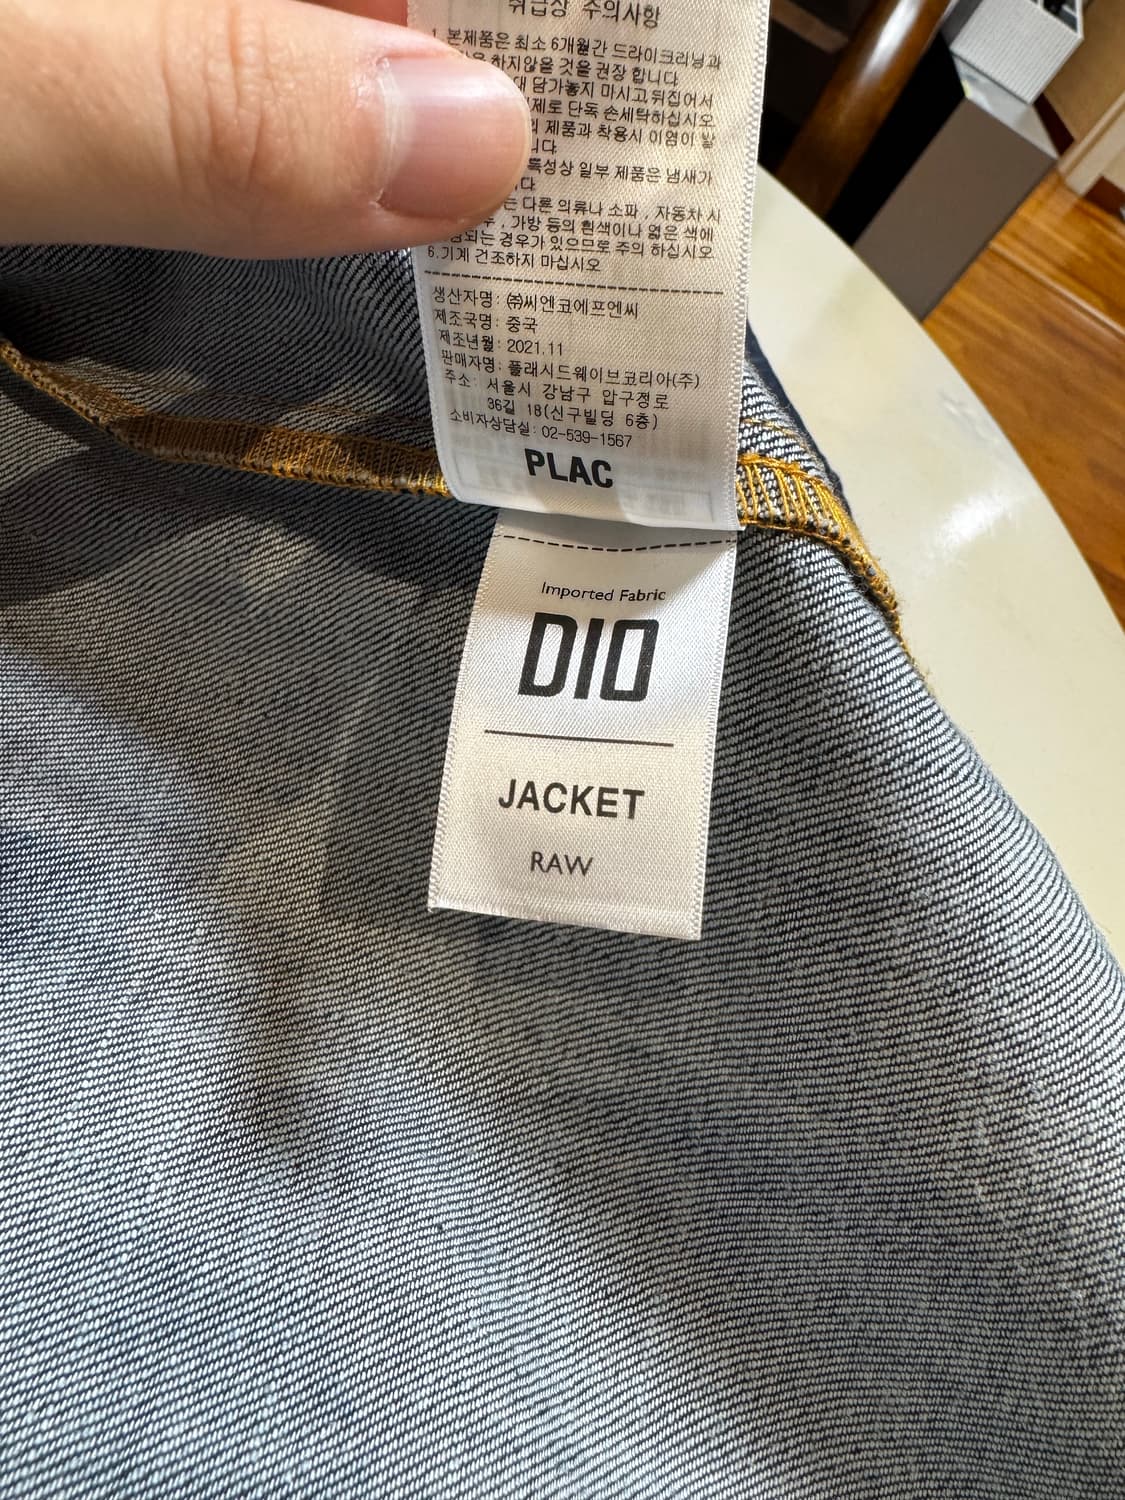 취급상 주의사항
1. 본제품은 최소 6개월간 드라이크리닝과
하지않을 것을 권장 합니다
담가놓지 마시고 뒤집어서
단독 손세탁하십시오
제품과 착용시 이염이
니다
특성상 일부 제품은 냄새가
다
는 다른 의류나 소파 , 자동차 시
, 가방 등의 흰색이나 엷은 색에
되는 경우가 있으므로 주의 하십시오
6.기계 건조하지 마십시오
생산자명: ㈜씨엔코에프엔씨
제조국명: 중국
제조년월: 2021.11
판매자명: 플래시드웨이브코리아(주)
주소: 서울시 강남구 압구정로
36길 18(신구빌딩 6층)
소비자상담실: 02-539-1567
PLAC
Imported Fabric
DIO
JACKET
RAW